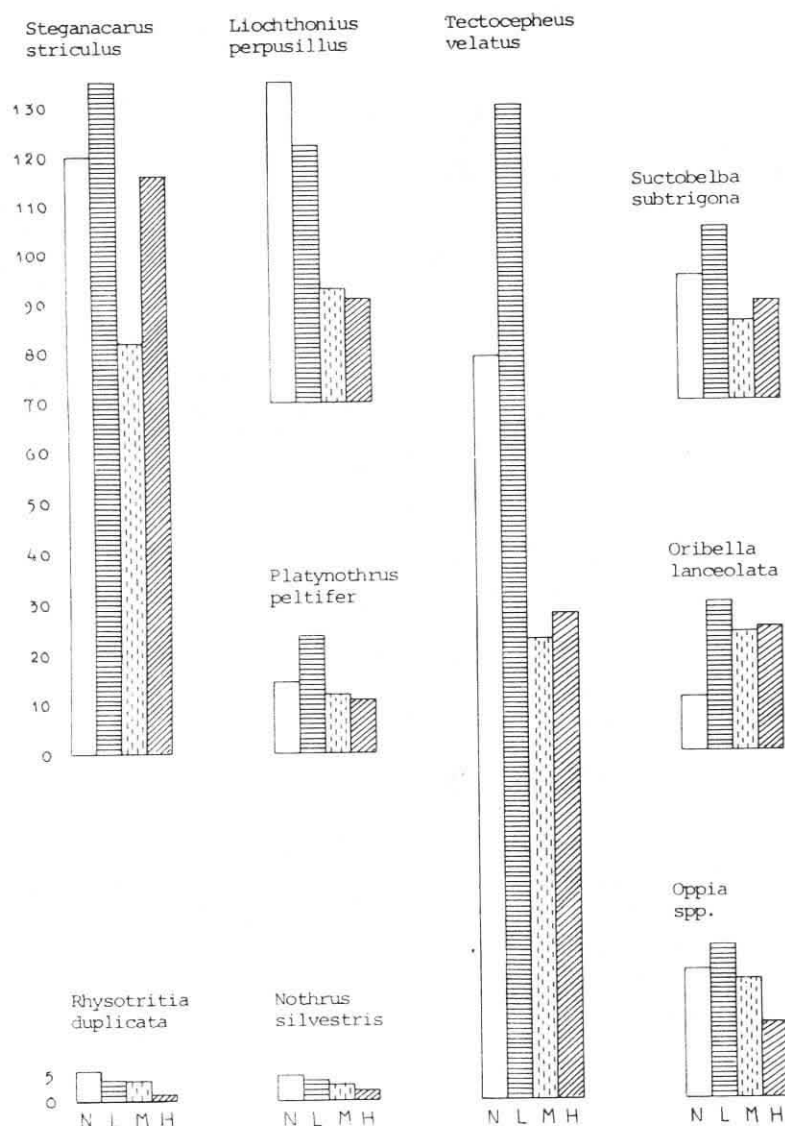 Steganacarus
striculus
Liochthonius
perpusillus
Tectocepheus
velatus
130
120
110
100
90
80
70
60
50
40
30
20
10
0
Suctobelba
subtrigona
Platynothrus
peltifer
Oribella
lanceolata
Oppia
spp.
Rhysotritia
duplicata
Nothrus
silvestris
5
0
N L M H
N L M H
N L M H
N L M H